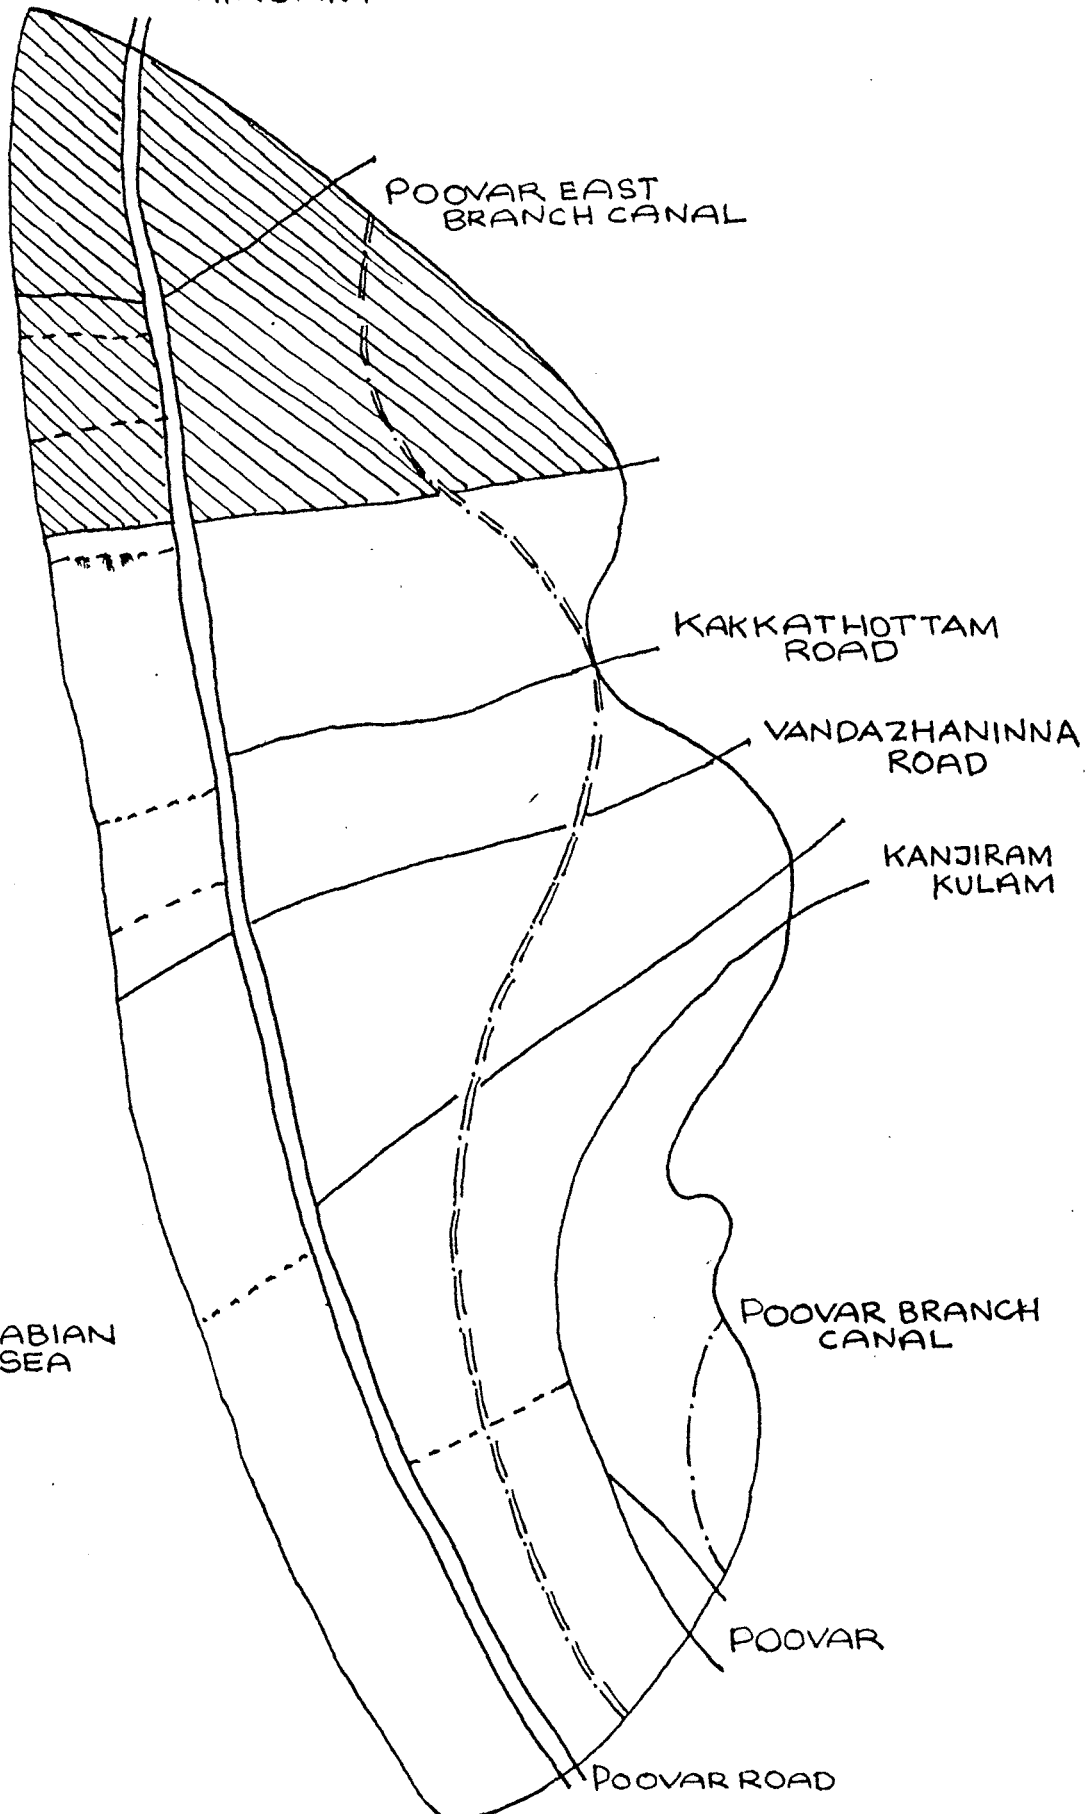 POOVAR EAST
BRANCH CANAL
KAKKATHOTTAM
ROAD
VANDAZHANINNA
ROAD
KANJIRAM
KULAM
ABIAN
SEA
POOVAR BRANCH
CANAL
POOVAR
POOVAR ROAD